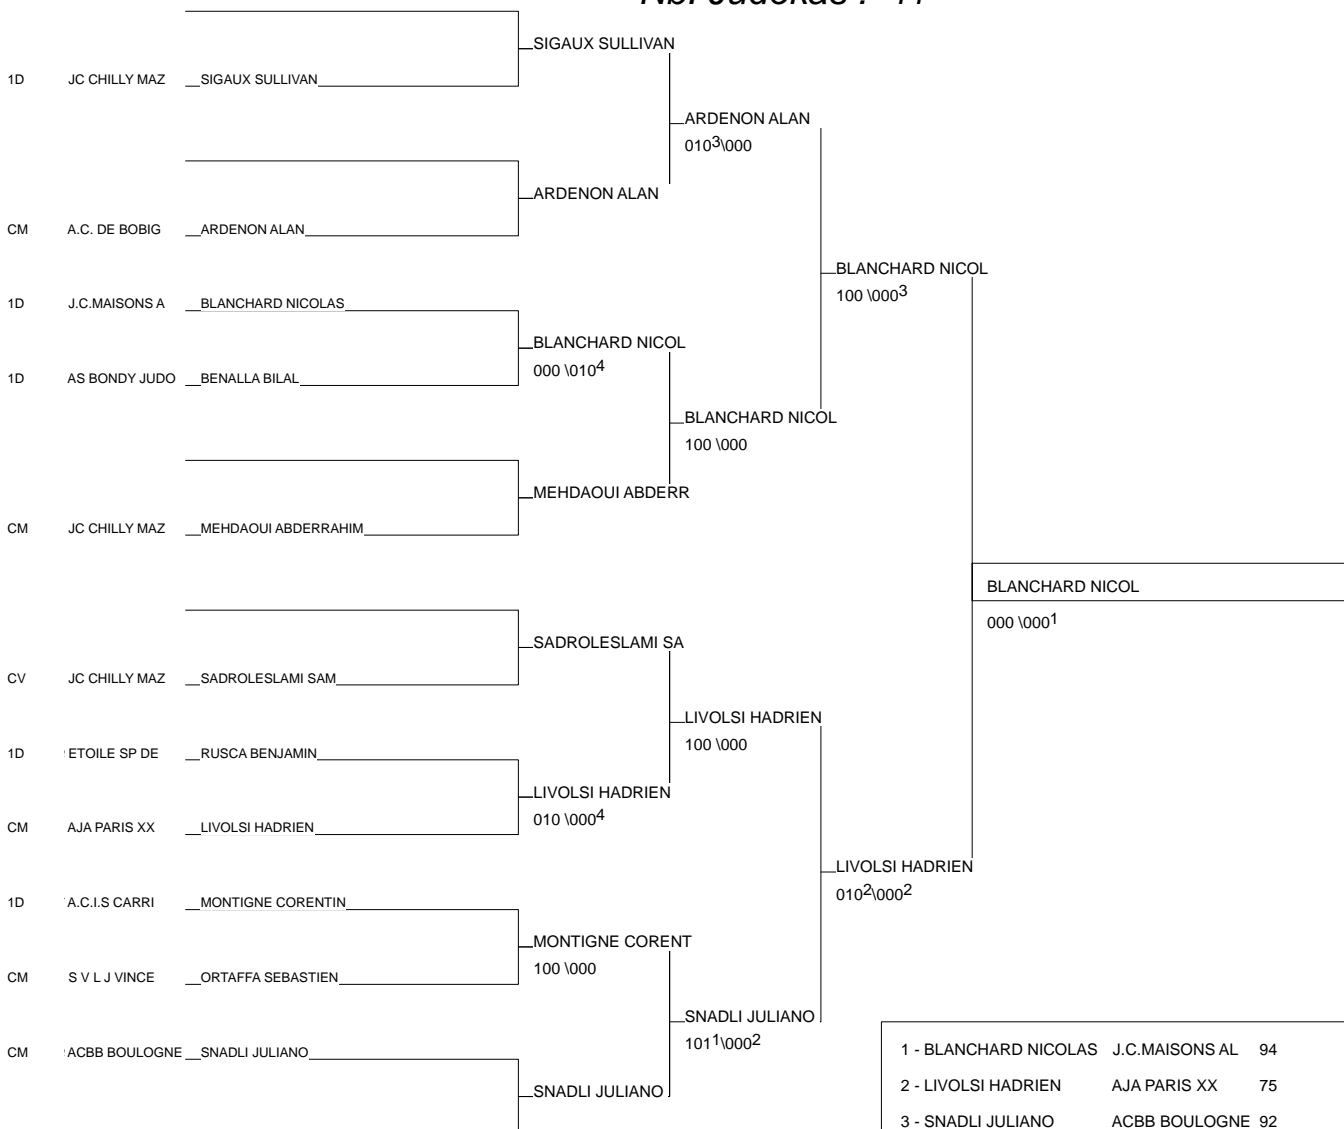 SIGAUX SULLIVAN
1D JC CHILLY MAZ SIGAUX SULLIVAN
ARDENON ALAN
010³\000
ARDENON ALAN
CM A.C. DE BOBIG ARDENON ALAN
BLANCHARD NICOL
100 \000³
1D J.C.MAISONS A BLANCHARD NICOLAS
BLANCHARD NICOL
000 \010⁴
1D AS BONDY JUDO BENALLA BILAL
BLANCHARD NICOL
100 \000
MEHDAOUI ABDERR
CM JC CHILLY MAZ MEHDAOUI ABDERRAHIM
BLANCHARD NICOL
000 \000¹
SADROLESLAMI SA
CV JC CHILLY MAZ SADROLESLAMI SAM
LIVOLSI HADRIEN
100 \000
1D ETOILE SP DE RUSCA BENJAMIN
LIVOLSI HADRIEN
010 \000⁴
CM AJA PARIS XX LIVOLSI HADRIEN
LIVOLSI HADRIEN
010²\000²
1D A.C.I.S CARRI MONTIGNE CORENTIN
MONTIGNE CORENT
100 \000
CM S V L J VINCE ORTAFFA SEBASTIEN
SNADLI JULIANO
101¹\000²
CM ACBB BOULOGNE SNADLI JULIANO
SNADLI JULIANO
1 - BLANCHARD NICOLAS J.C.MAISONS AL 94
2 - LIVOLSI HADRIEN AJA PARIS XX 75
3 - SNADLI JULIANO ACBB BOULOGNE 92